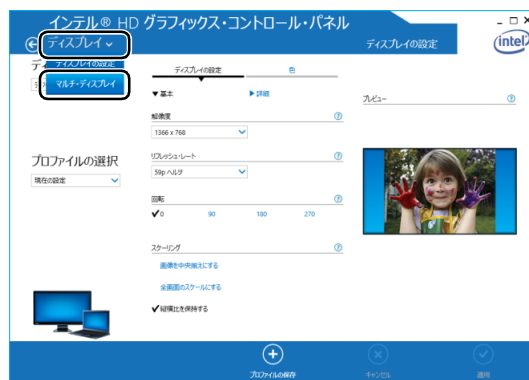 インテル® HD グラフィックス・コントロール・パネル
ディスプレイ
ディスプレイの設定
intel
ディスプレイの設定
マルチ・ディスプレイ
ディスプレイの設定
色
▼ 基本
▶ 詳細
プレビュー
解像度
1366 x 768
プロファイルの選択
現在の設定
リフレッシュ・レート
59p ヘルツ
回転
0
90
180
270
スケーリング
画像を中央揃えにする
全画面のスケールにする
縦横比を保持する
プロファイルの保存
キャンセル
適用